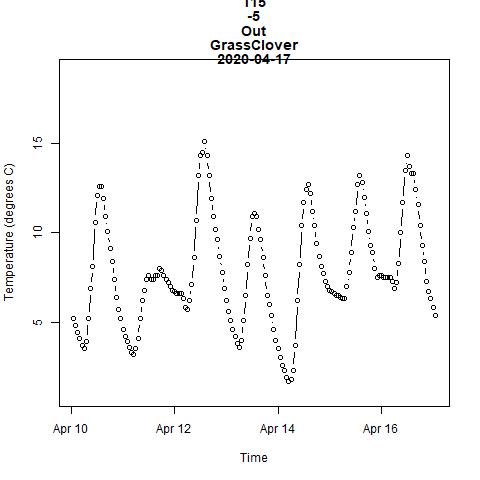 T15
-5
Out
GrassClover
2020-04-17
15
10
5
Temperature (degrees C)
Apr 10
Apr 12
Apr 14
Apr 16
Time